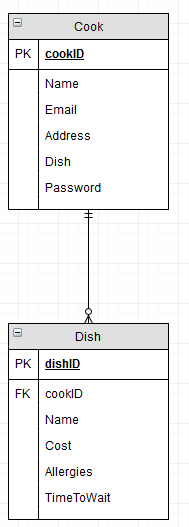 Cook
PK cookID
Name
Email
Address
Dish
Password
Dish
PK dishID
FK cookID
Name
Cost
Allergies
TimeToWait